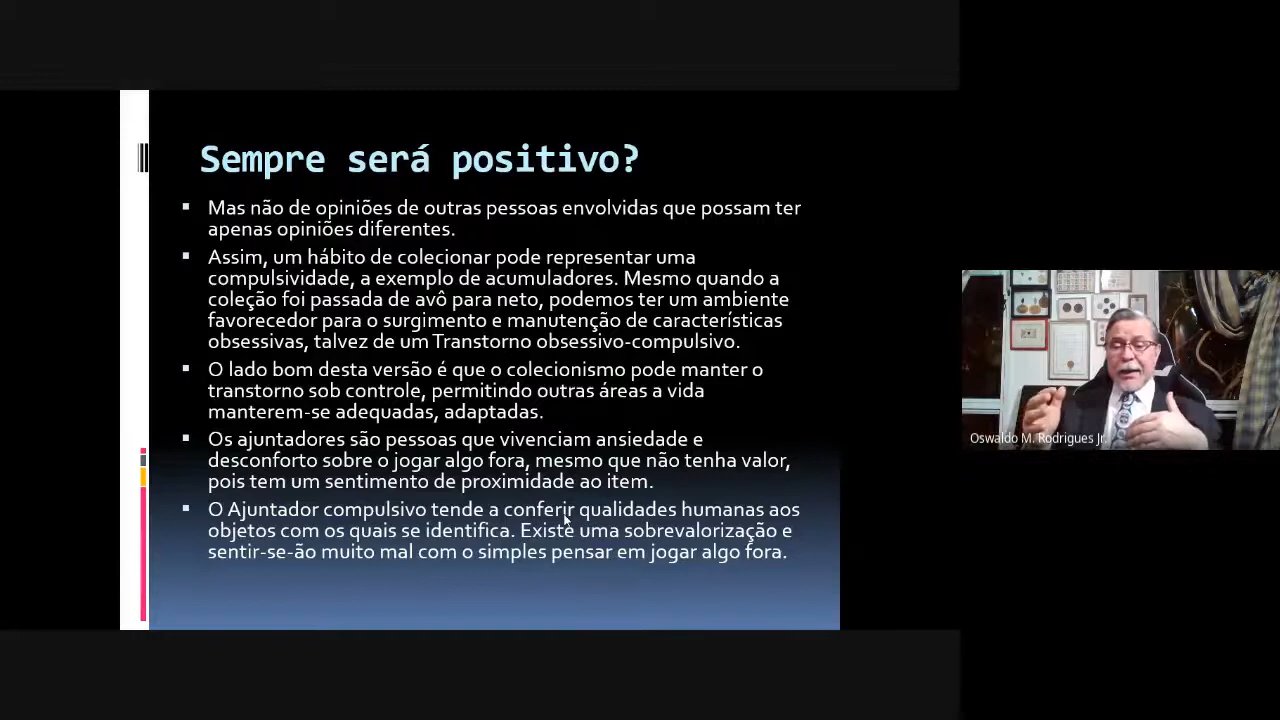 Sempre será positivo?
Mas não de opiniões de outras pessoas envolvidas que possam ter
apenas opiniões diferentes.
Assim, um hábito de colecionar pode representar uma
compulsividade, a exemplo de acumuladores. Mesmo quando a
coleção foi passada de avô para neto, podemos ter um ambiente
favorecedor para o surgimento e manutenção de características
obsessivas, talvez de um Transtorno obsessivo-compulsivo.
O lado bom desta versão é que o colecionismo pode manter o
transtorno sob controle, permitindo outras áreas a vida
manterem-se adequadas, adaptadas.
Os ajuntadores são pessoas que vivenciam ansiedade e
desconforto sobre o jogar algo fora, mesmo que não tenha valor,
pois tem um sentimento de proximidade ao item.
O Ajuntador compulsivo tende a conferir qualidades humanas aos
objetos com os quais se identifica. Existe uma sobrevalorização e
sentir-se-ão muito mal com o simples pensar em jogar algo fora.
Oswaldo M. Rodrigues Jr.